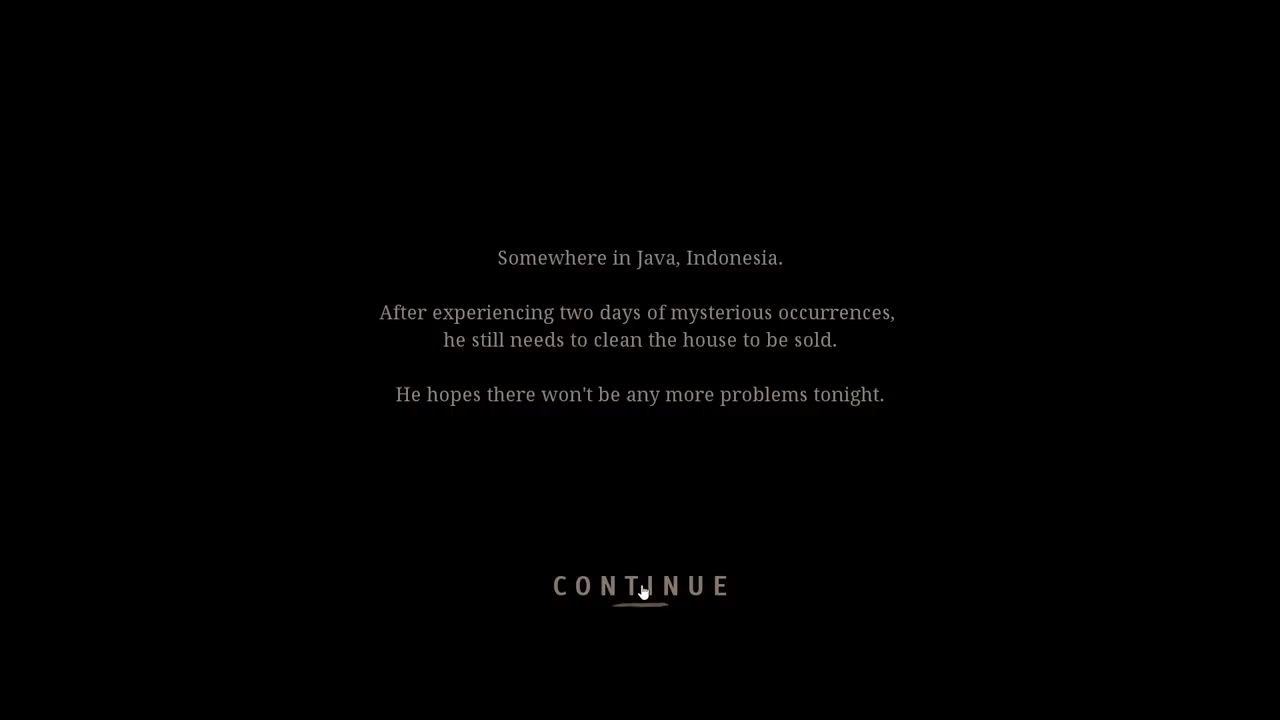 Somewhere in Java, Indonesia.
After experiencing two days of mysterious occurrences,
he still needs to clean the house to be sold.
He hopes there won't be any more problems tonight.
CONTINUE